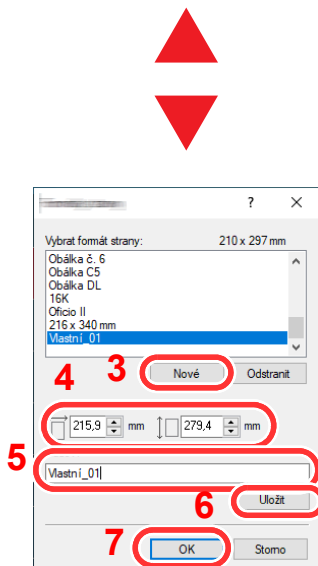 ?
Vybrat formát strany: 210 x 297 mm
Obálka č. 6
Obálka C5
Obálka DL
16K
Oficio II
216 x 340 mm
Vlastní_01
4 3 Nové Odstranit
215,9 mm 279,4 mm
5
Vlastní_01
6 Uložit
7 OK Storno